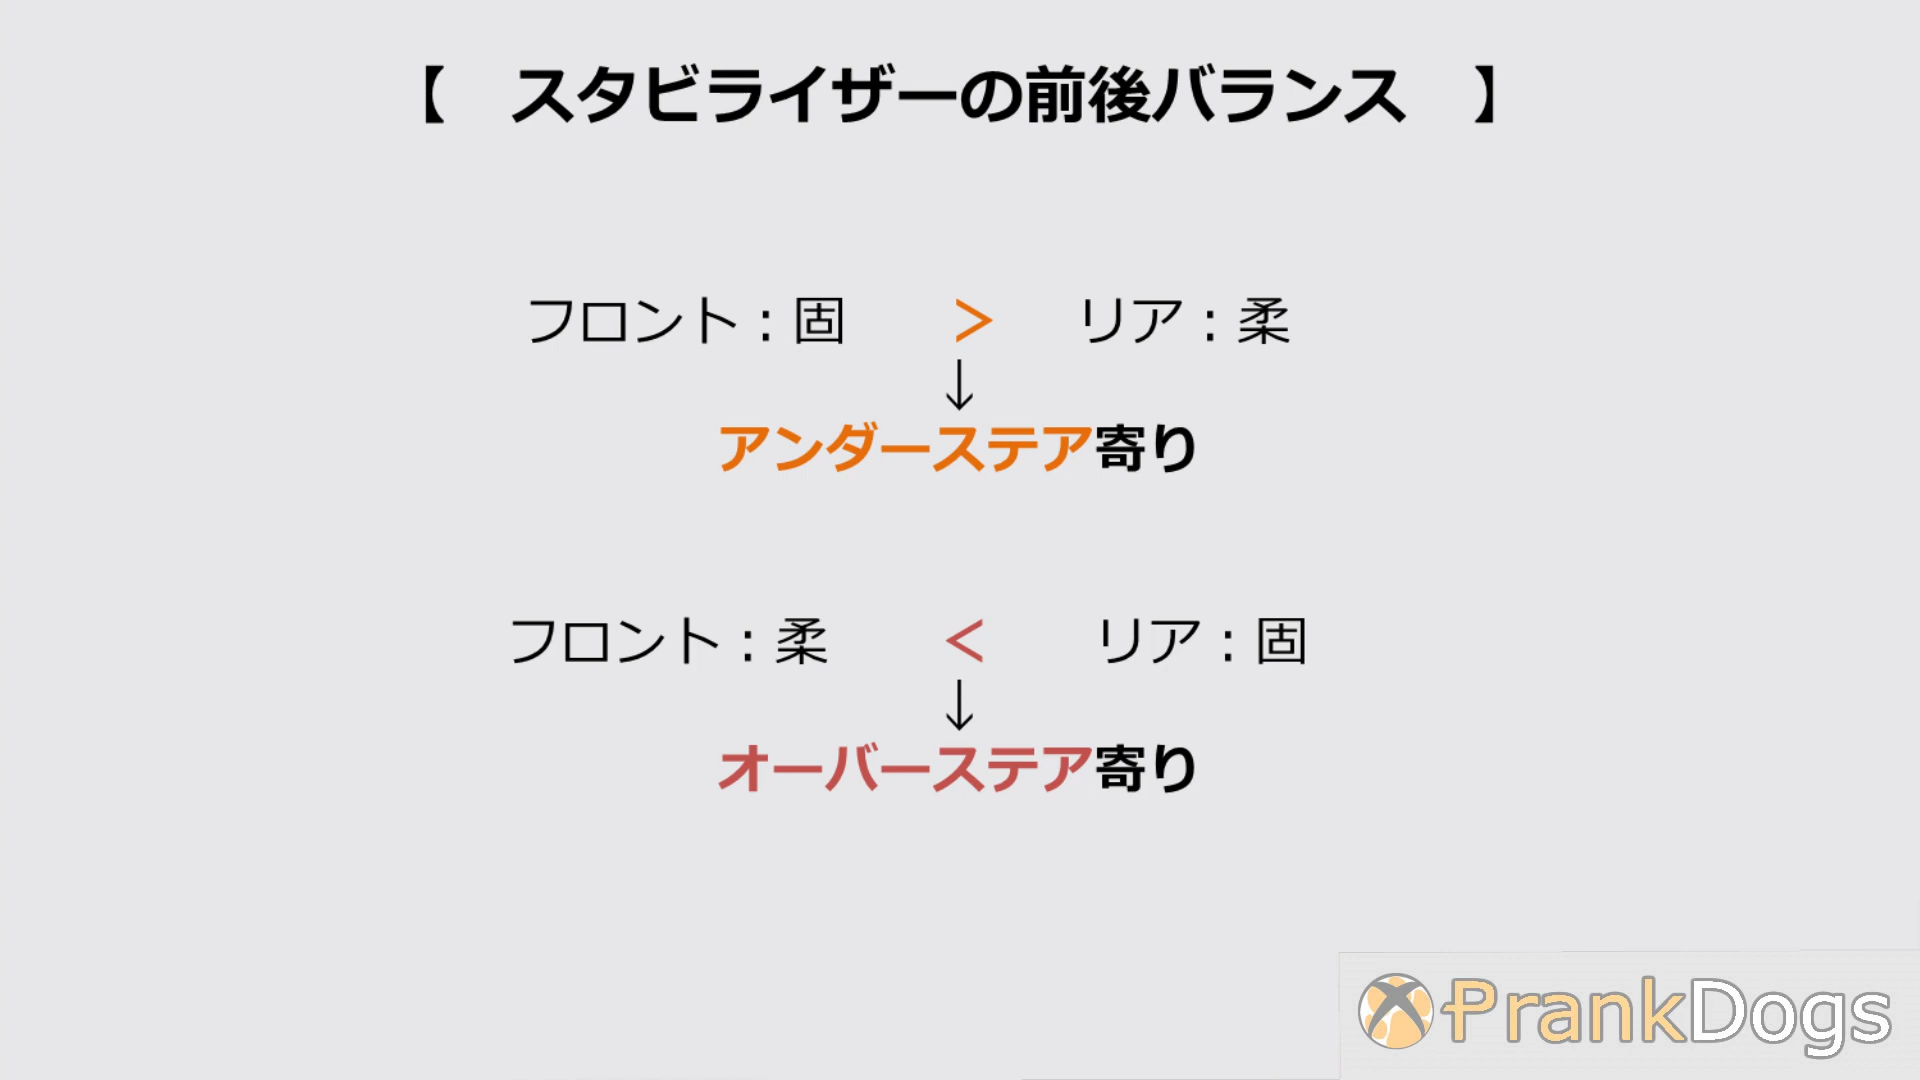 【　スタビライザーの前後バランス　】
フロント：固　　＞　　リア：柔
↓
アンダーステア寄り
フロント：柔　　＜　　リア：固
↓
オーバーステア寄り
PrankDogs